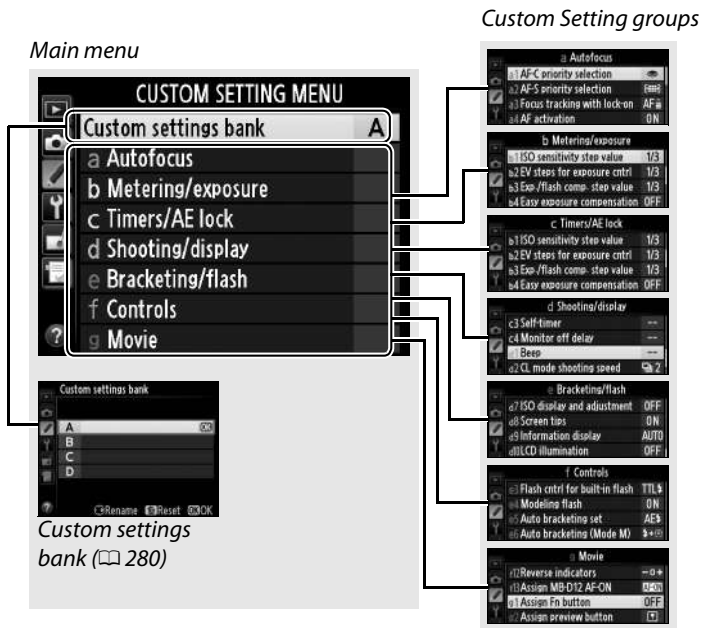 Custom Setting groups
Main menu
CUSTOM SETTING MENU
Custom settings bank A
a Autofocus
b Metering/exposure
c Timers/AE lock
d Shooting/display
e Bracketing/flash
f Controls
g Movie
?
Custom settings bank
A OK
B
C
D
Rename Reset OK OK
Custom settings
bank (280)
a Autofocus
a1 AF-C priority selection
a2 AF-S priority selection
a3 Focus tracking with lock-on AF
a4 AF activation ON
b Metering/exposure
b1 ISO sensitivity step value 1/3
b2 EV steps for exposure cntrl 1/3
b3 Exp./flash comp. step value 1/3
b4 Easy exposure compensation OFF
c Timers/AE lock
b1 ISO sensitivity step value 1/3
b2 EV steps for exposure cntrl 1/3
b3 Exp./flash comp. step value 1/3
b4 Easy exposure compensation OFF
d Shooting/display
c3 Self-timer --
c4 Monitor off delay --
Beep --
d2 CL mode shooting speed 2
e Bracketing/flash
d7 ISO display and adjustment OFF
d8 Screen tips ON
d9 Information display AUTO
d10 LCD illumination OFF
f Controls
e3 Flash cntrl for built-in flash TTL
e4 Modeling flash ON
e5 Auto bracketing set AE
e6 Auto bracketing (Mode M)
g Movie
f12 Reverse indicators
f13 Assign MB-D12 AF-ON AF-ON
g1 Assign Fn button OFF
g2 Assign preview button